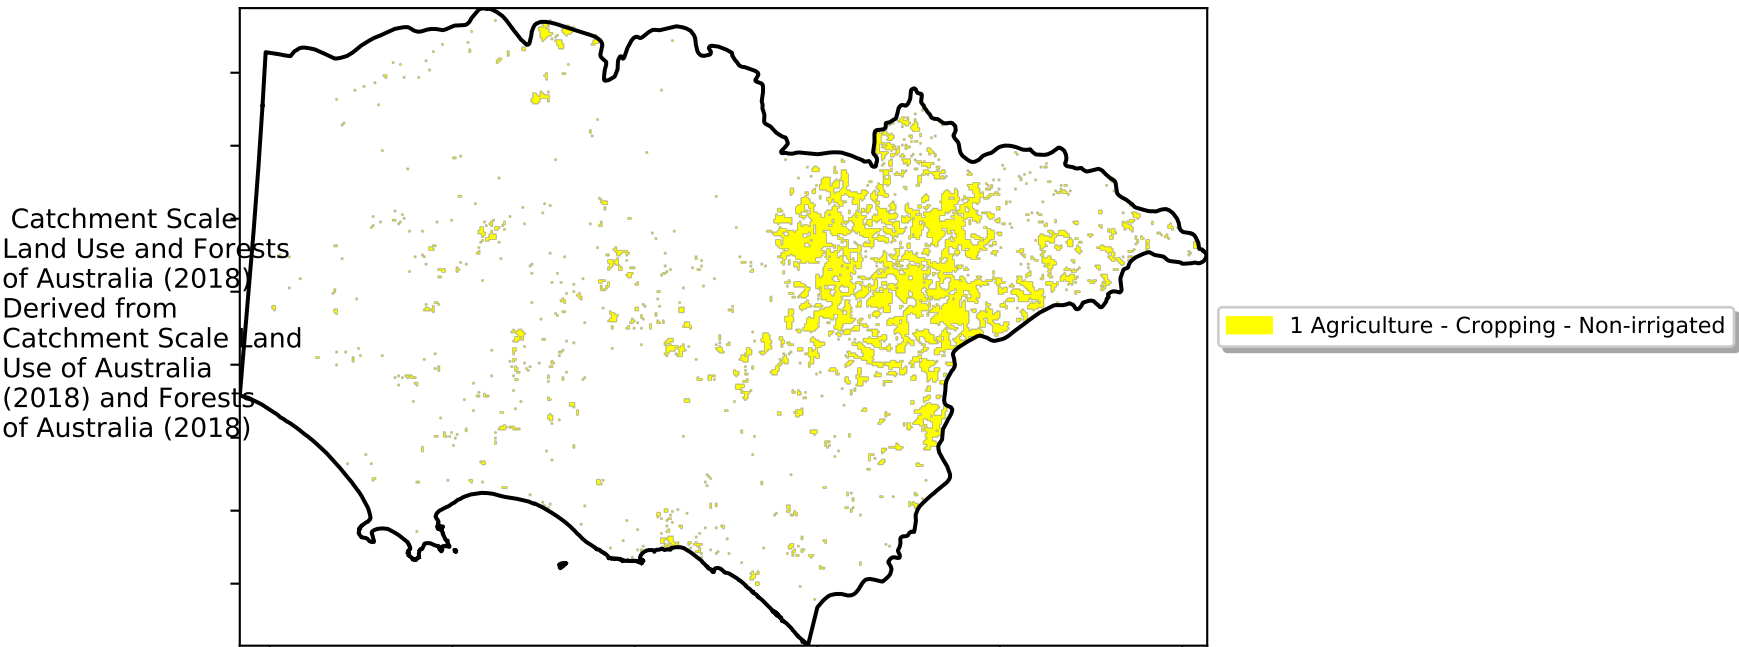 Catchment Scale
Land Use and Forests
of Australia (2018)
Derived from
Catchment Scale Land
Use of Australia
(2018) and Forests
of Australia (2018)
1 Agriculture - Cropping - Non-irrigated